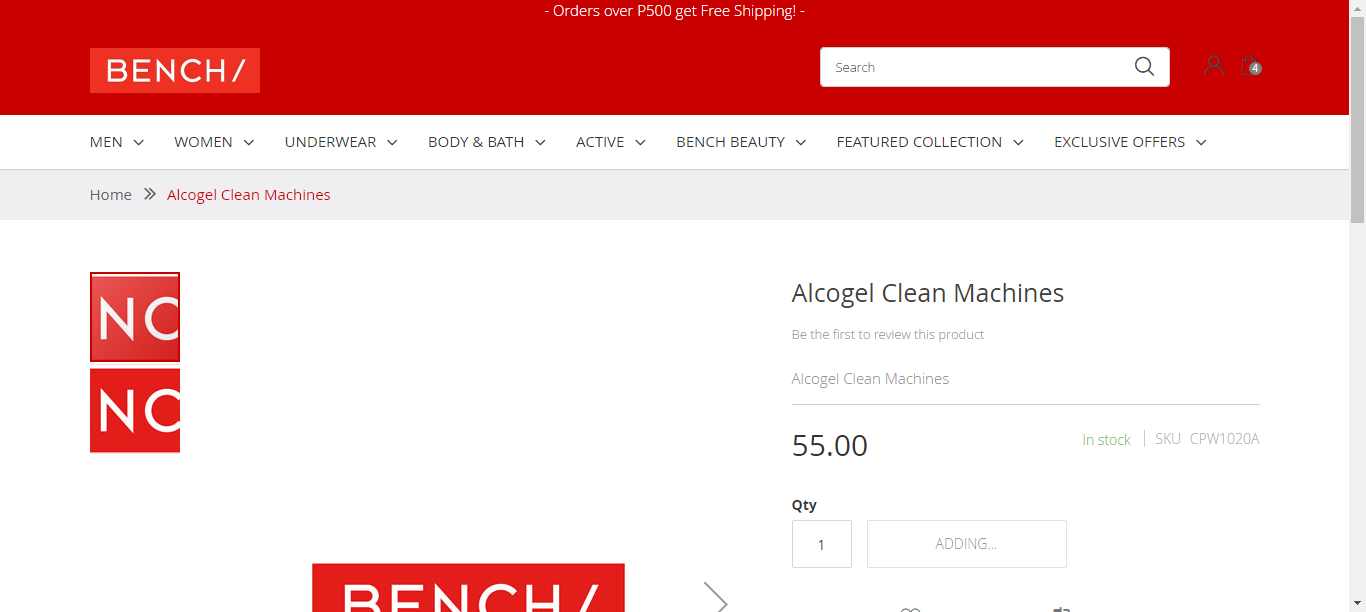 - Orders over P500 get Free Shipping! -
BENCH/
Search
4
MEN WOMEN UNDERWEAR BODY & BATH ACTIVE BENCH BEAUTY FEATURED COLLECTION EXCLUSIVE OFFERS
Home Alcogel Clean Machines
NC
NC
Alcogel Clean Machines
Be the first to review this product
Alcogel Clean Machines
55.00
In stock SKU CPW1020A
Qty
1 ADDING...
BENCH/